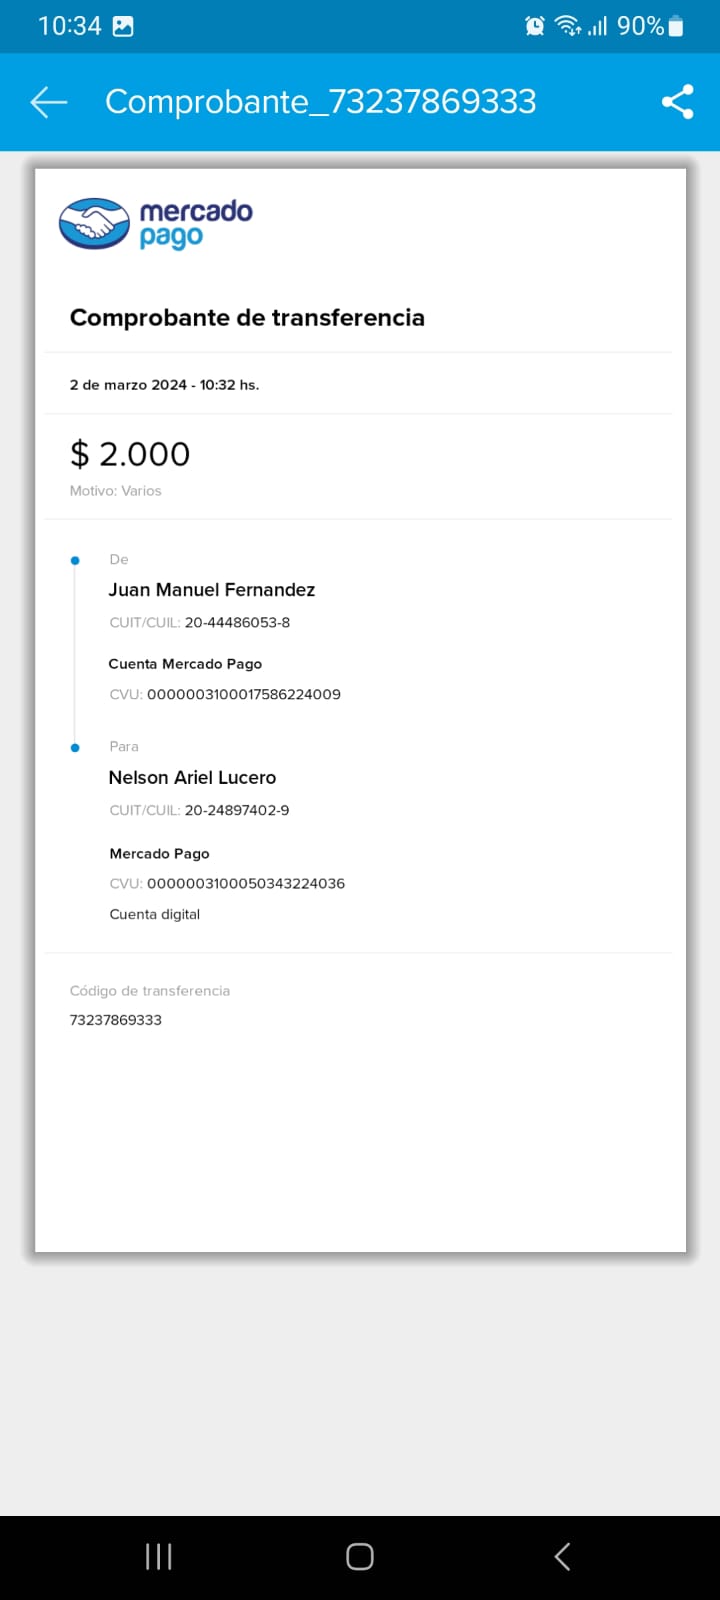 10:34 90%
Comprobante_73237869333
mercado
pago
Comprobante de transferencia
2 de marzo 2024 - 10:32 hs.
$ 2.000
Motivo: Varios
De
Juan Manuel Fernandez
CUIT/CUIL: 20-44486053-8
Cuenta Mercado Pago
CVU: 0000003100017586224009
Para
Nelson Ariel Lucero
CUIT/CUIL: 20-24897402-9
Mercado Pago
CVU: 0000003100050343224036
Cuenta digital
Código de transferencia
73237869333